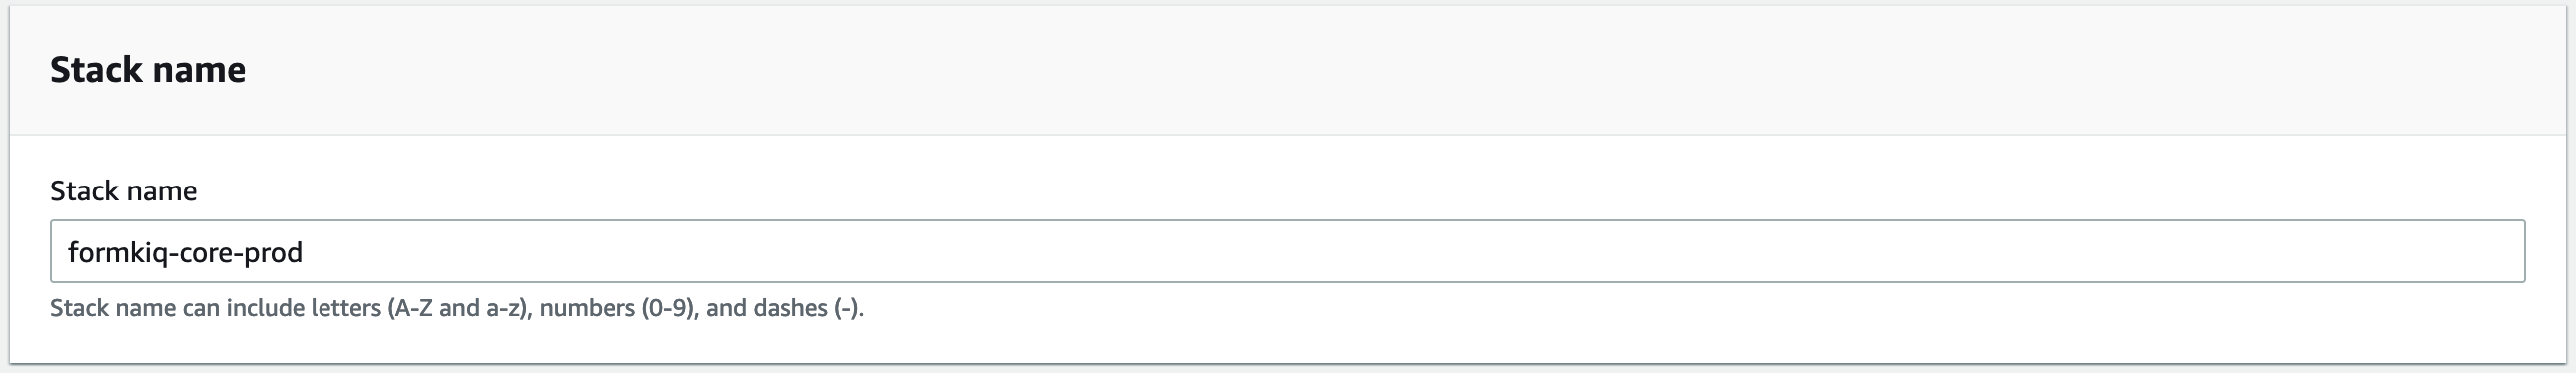 Stack name
Stack name
formkiq-core-prod
Stack name can include letters (A-Z and a-z), numbers (0-9), and dashes (-).